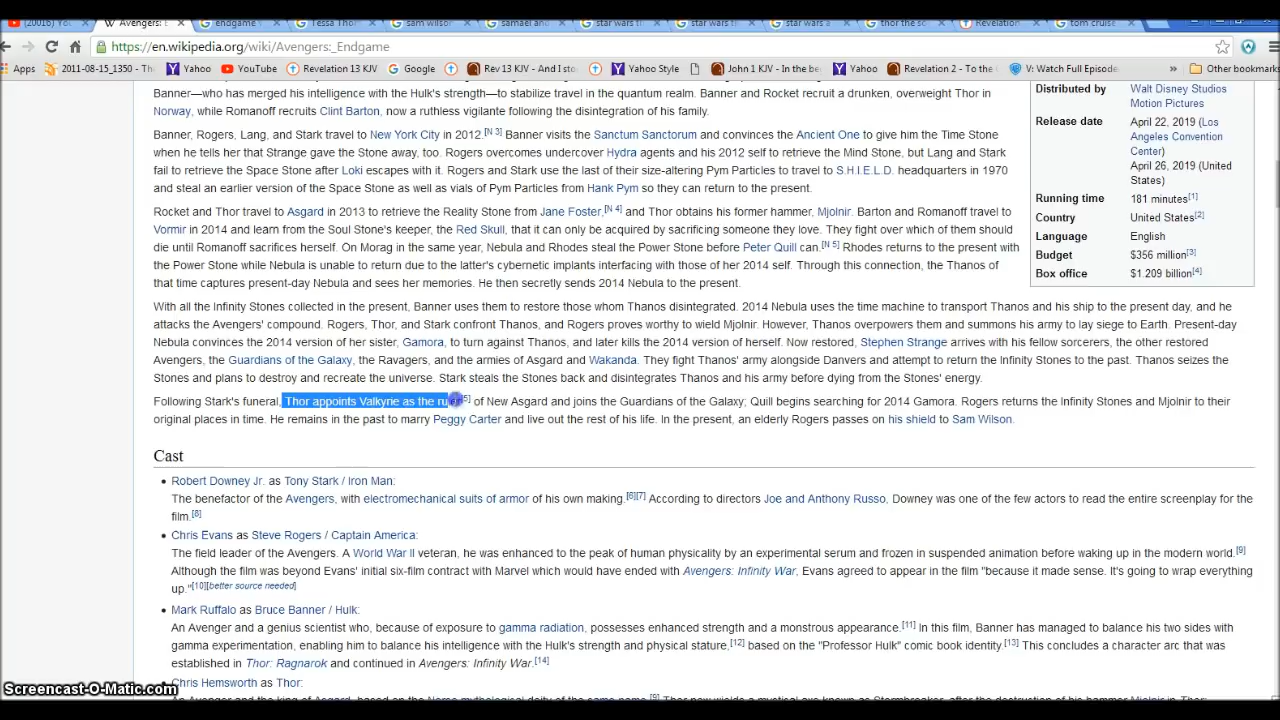 (2001b) Y
Avengers: E
endgame
Tessa Tho
sam wilso
samael an
star wars t
star wars t
star wars a
thor the sc
Revelation
tom cruise
https://en.wikipedia.org/wiki/Avengers:_Endgame
Apps 2011-08-15_1350 - Th Yahoo YouTube Revelation 13 KJV Google Rev 13 KJV - And I sto Yahoo Style John 1 KJV - In the be Yahoo Revelation 2 - To the V: Watch Full Episode » Other bookmarks
Banner—who has merged his intelligence with the Hulk's strength—to stabilize travel in the quantum realm. Banner and Rocket recruit a drunken, overweight Thor in
Norway, while Romanoff recruits Clint Barton, now a ruthless vigilante following the disintegration of his family.
Banner, Rogers, Lang, and Stark travel to New York City in 2012.[N 3] Banner visits the Sanctum Sanctorum and convinces the Ancient One to give him the Time Stone
when he tells her that Strange gave the Stone away, too. Rogers overcomes undercover Hydra agents and his 2012 self to retrieve the Mind Stone, but Lang and Stark
fail to retrieve the Space Stone after Loki escapes with it. Rogers and Stark use the last of their size-altering Pym Particles to travel to S.H.I.E.L.D. headquarters in 1970
and steal an earlier version of the Space Stone as well as vials of Pym Particles from Hank Pym so they can return to the present.
Rocket and Thor travel to Asgard in 2013 to retrieve the Reality Stone from Jane Foster,[N 4] and Thor obtains his former hammer, Mjolnir. Barton and Romanoff travel to
Vormir in 2014 and learn from the Soul Stone's keeper, the Red Skull, that it can only be acquired by sacrificing someone they love. They fight over which of them should
die until Romanoff sacrifices herself. On Morag in the same year, Nebula and Rhodes steal the Power Stone before Peter Quill can.[N 5] Rhodes returns to the present with
the Power Stone while Nebula is unable to return due to the latter's cybernetic implants interfacing with those of her 2014 self. Through this connection, the Thanos of
that time captures present-day Nebula and sees her memories. He then secretly sends 2014 Nebula to the present.
With all the Infinity Stones collected in the present, Banner uses them to restore those whom Thanos disintegrated. 2014 Nebula uses the time machine to transport Thanos and his ship to the present day, and he
attacks the Avengers' compound. Rogers, Thor, and Stark confront Thanos, and Rogers proves worthy to wield Mjolnir. However, Thanos overpowers them and summons his army to lay siege to Earth. Present-day
Nebula convinces the 2014 version of her sister, Gamora, to turn against Thanos, and later kills the 2014 version of herself. Now restored, Stephen Strange arrives with his fellow sorcerers, the other restored
Avengers, the Guardians of the Galaxy, the Ravagers, and the armies of Asgard and Wakanda. They fight Thanos' army alongside Danvers and attempt to return the Infinity Stones to the past. Thanos seizes the
Stones and plans to destroy and recreate the universe. Stark steals the Stones back and disintegrates Thanos and his army before dying from the Stones' energy.
Following Stark's funeral, Thor appoints Valkyrie as the ruler[5] of New Asgard and joins the Guardians of the Galaxy; Quill begins searching for 2014 Gamora. Rogers returns the Infinity Stones and Mjolnir to their
original places in time. He remains in the past to marry Peggy Carter and live out the rest of his life. In the present, an elderly Rogers passes on his shield to Sam Wilson.
Distributed by Walt Disney Studios
Motion Pictures
Release date April 22, 2019 (Los
Angeles Convention
Center)
April 26, 2019 (United
States)
Running time 181 minutes[1]
Country United States[2]
Language English
Budget $356 million[3]
Box office $1.209 billion[4]
Cast
Robert Downey Jr. as Tony Stark / Iron Man:
The benefactor of the Avengers, with electromechanical suits of armor of his own making.[6][7] According to directors Joe and Anthony Russo, Downey was one of the few actors to read the entire screenplay for the
film.[8]
Chris Evans as Steve Rogers / Captain America:
The field leader of the Avengers. A World War II veteran, he was enhanced to the peak of human physicality by an experimental serum and frozen in suspended animation before waking up in the modern world.[9]
Although the film was beyond Evans' initial six-film contract with Marvel which would have ended with Avengers: Infinity War, Evans agreed to appear in the film "because it made sense. It's going to wrap everything
up."[10][better source needed]
Mark Ruffalo as Bruce Banner / Hulk:
An Avenger and a genius scientist who, because of exposure to gamma radiation, possesses enhanced strength and a monstrous appearance.[11] In this film, Banner has managed to balance his two sides with
gamma experimentation, enabling him to balance his intelligence with the Hulk's strength and physical stature,[12] based on the "Professor Hulk" comic book identity.[13] This concludes a character arc that was
established in Thor: Ragnarok and continued in Avengers: Infinity War.[14]
Chris Hemsworth as Thor:
Screencast-O-Matic.com